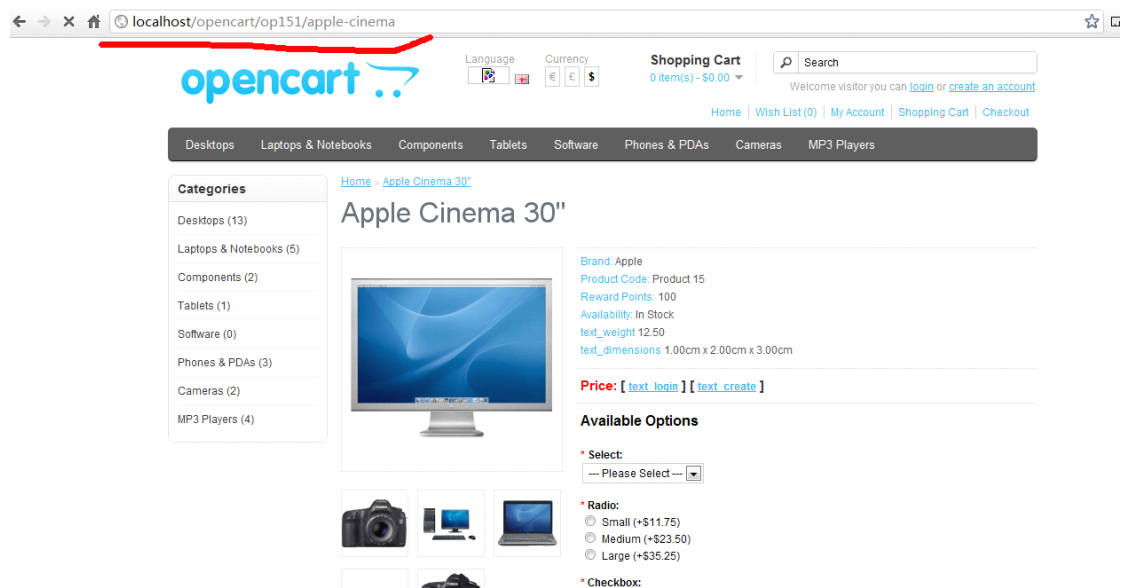 localhost/opencart/op151/apple-cinema
opencart
Language
Currency
€ £ $
Shopping Cart
0 item(s) - $0.00
Search
Welcome visitor you can login or create an account.
Home Wish List (0) My Account Shopping Cart Checkout
Desktops Laptops & Notebooks Components Tablets Software Phones & PDAs Cameras MP3 Players
Categories
Desktops (13)
Laptops & Notebooks (5)
Components (2)
Tablets (1)
Software (0)
Phones & PDAs (3)
Cameras (2)
MP3 Players (4)
Home » Apple Cinema 30"
Apple Cinema 30"
Brand: Apple
Product Code: Product 15
Reward Points: 100
Availability: In Stock
text_weight 12.50
text_dimensions 1.00cm x 2.00cm x 3.00cm
Price: [ text_login ] [ text_create ]
Available Options
* Select:
--- Please Select ---
* Radio:
Small (+$11.75)
Medium (+$23.50)
Large (+$35.25)
* Checkbox: